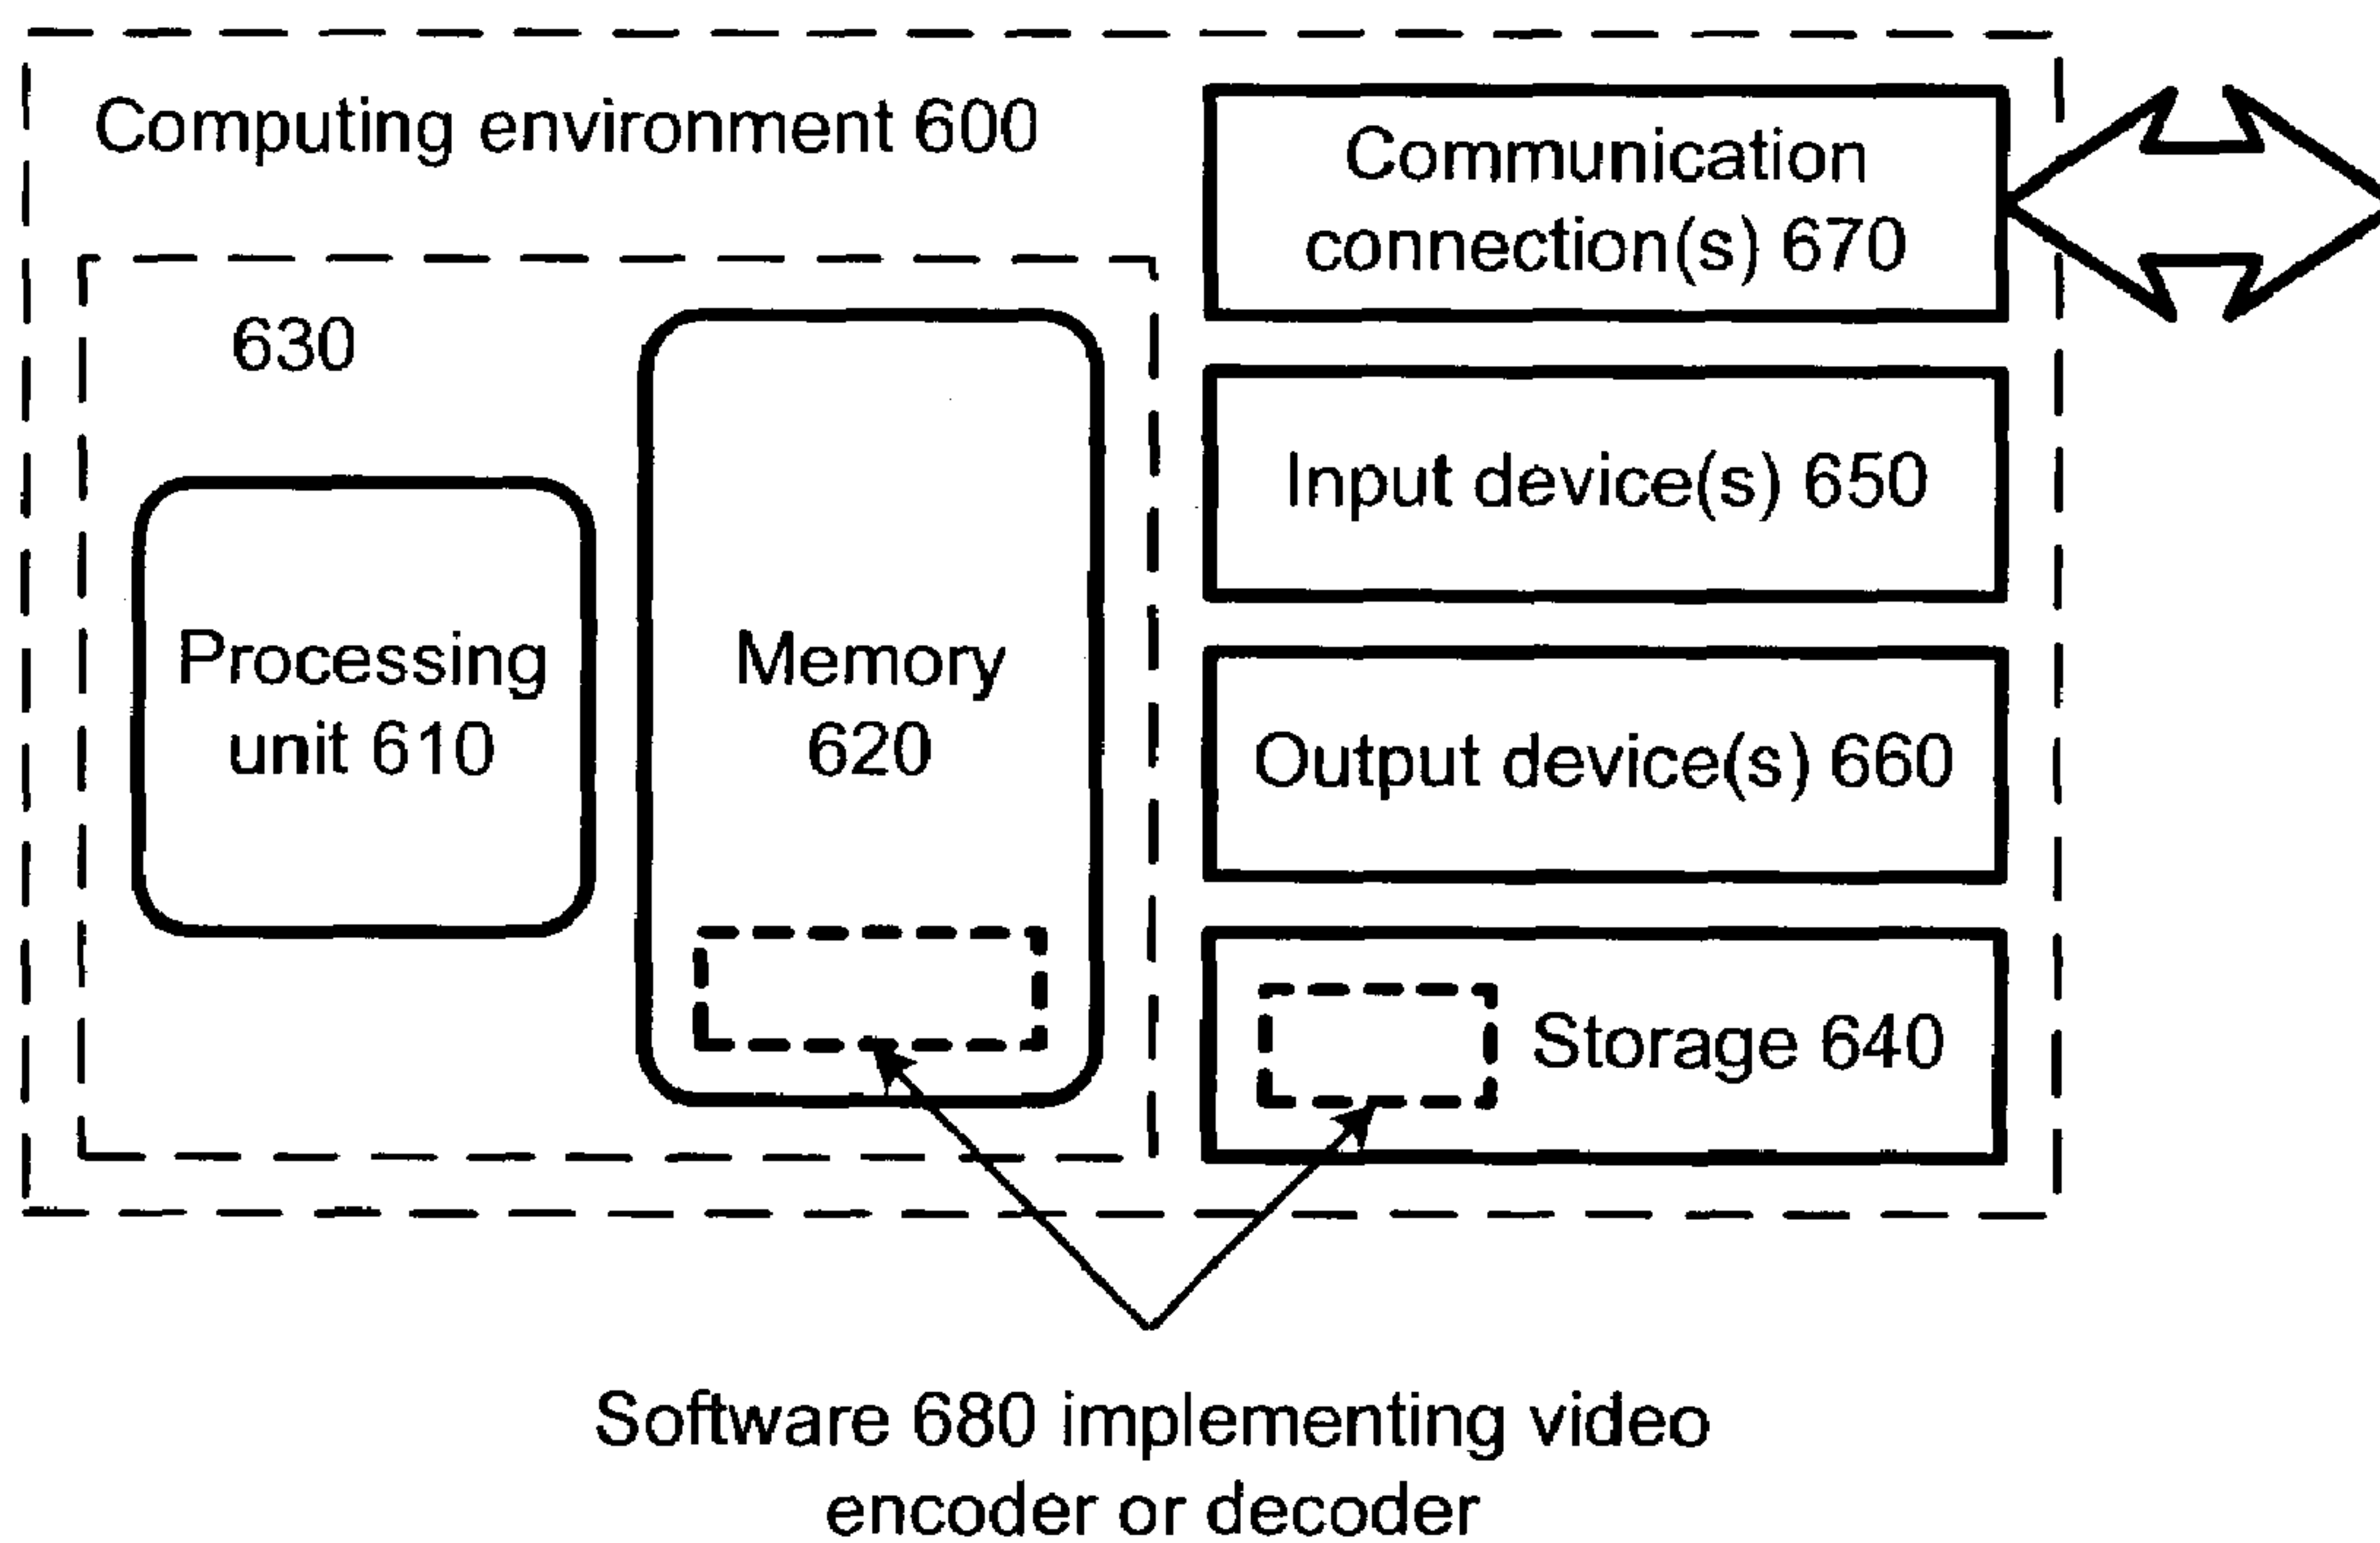 Computing environment 600
Communication
connection(s) 670
630
Input device(s) 650
Processing
unit 610
Memory
620
Output device(s) 660
Storage 640
Software 680 implementing video
encoder or decoder